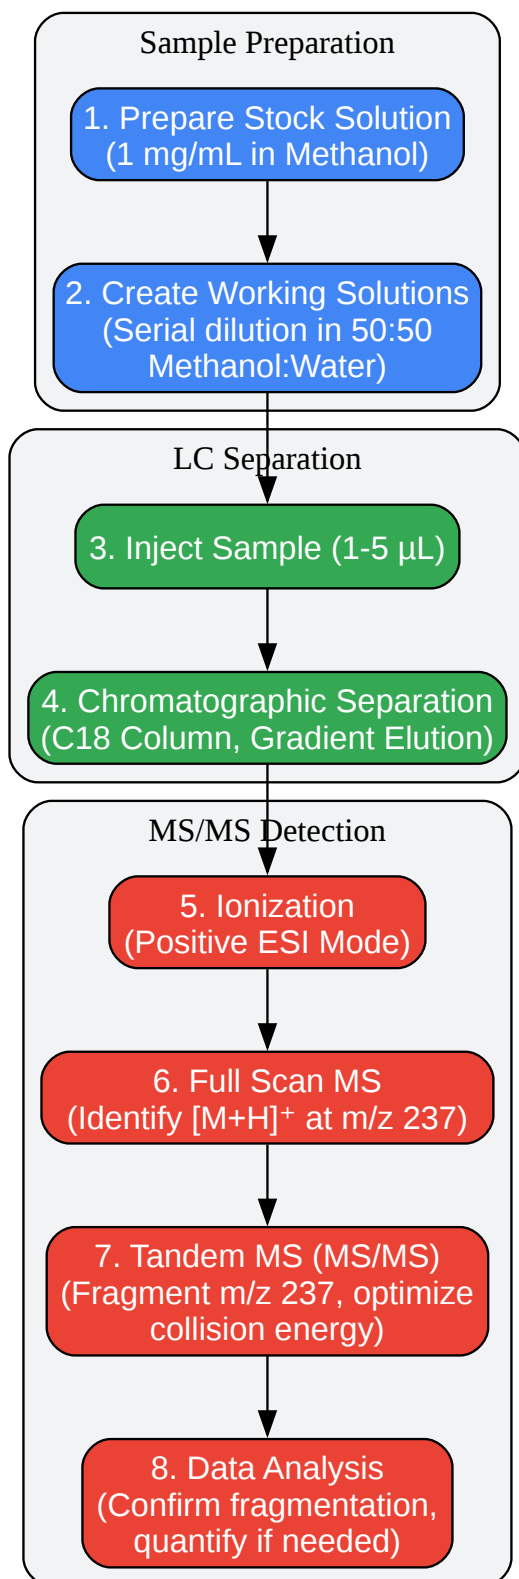 Sample Preparation
1. Prepare Stock Solution
(1 mg/mL in Methanol)
2. Create Working Solutions
(Serial dilution in 50:50
Methanol:Water)
LC Separation
3. Inject Sample (1-5 µL)
4. Chromatographic Separation
(C18 Column, Gradient Elution)
MS/MS Detection
5. Ionization
(Positive ESI Mode)
6. Full Scan MS
(Identify [M+H]⁺ at m/z 237)
7. Tandem MS (MS/MS)
(Fragment m/z 237, optimize
collision energy)
8. Data Analysis
(Confirm fragmentation,
quantify if needed)